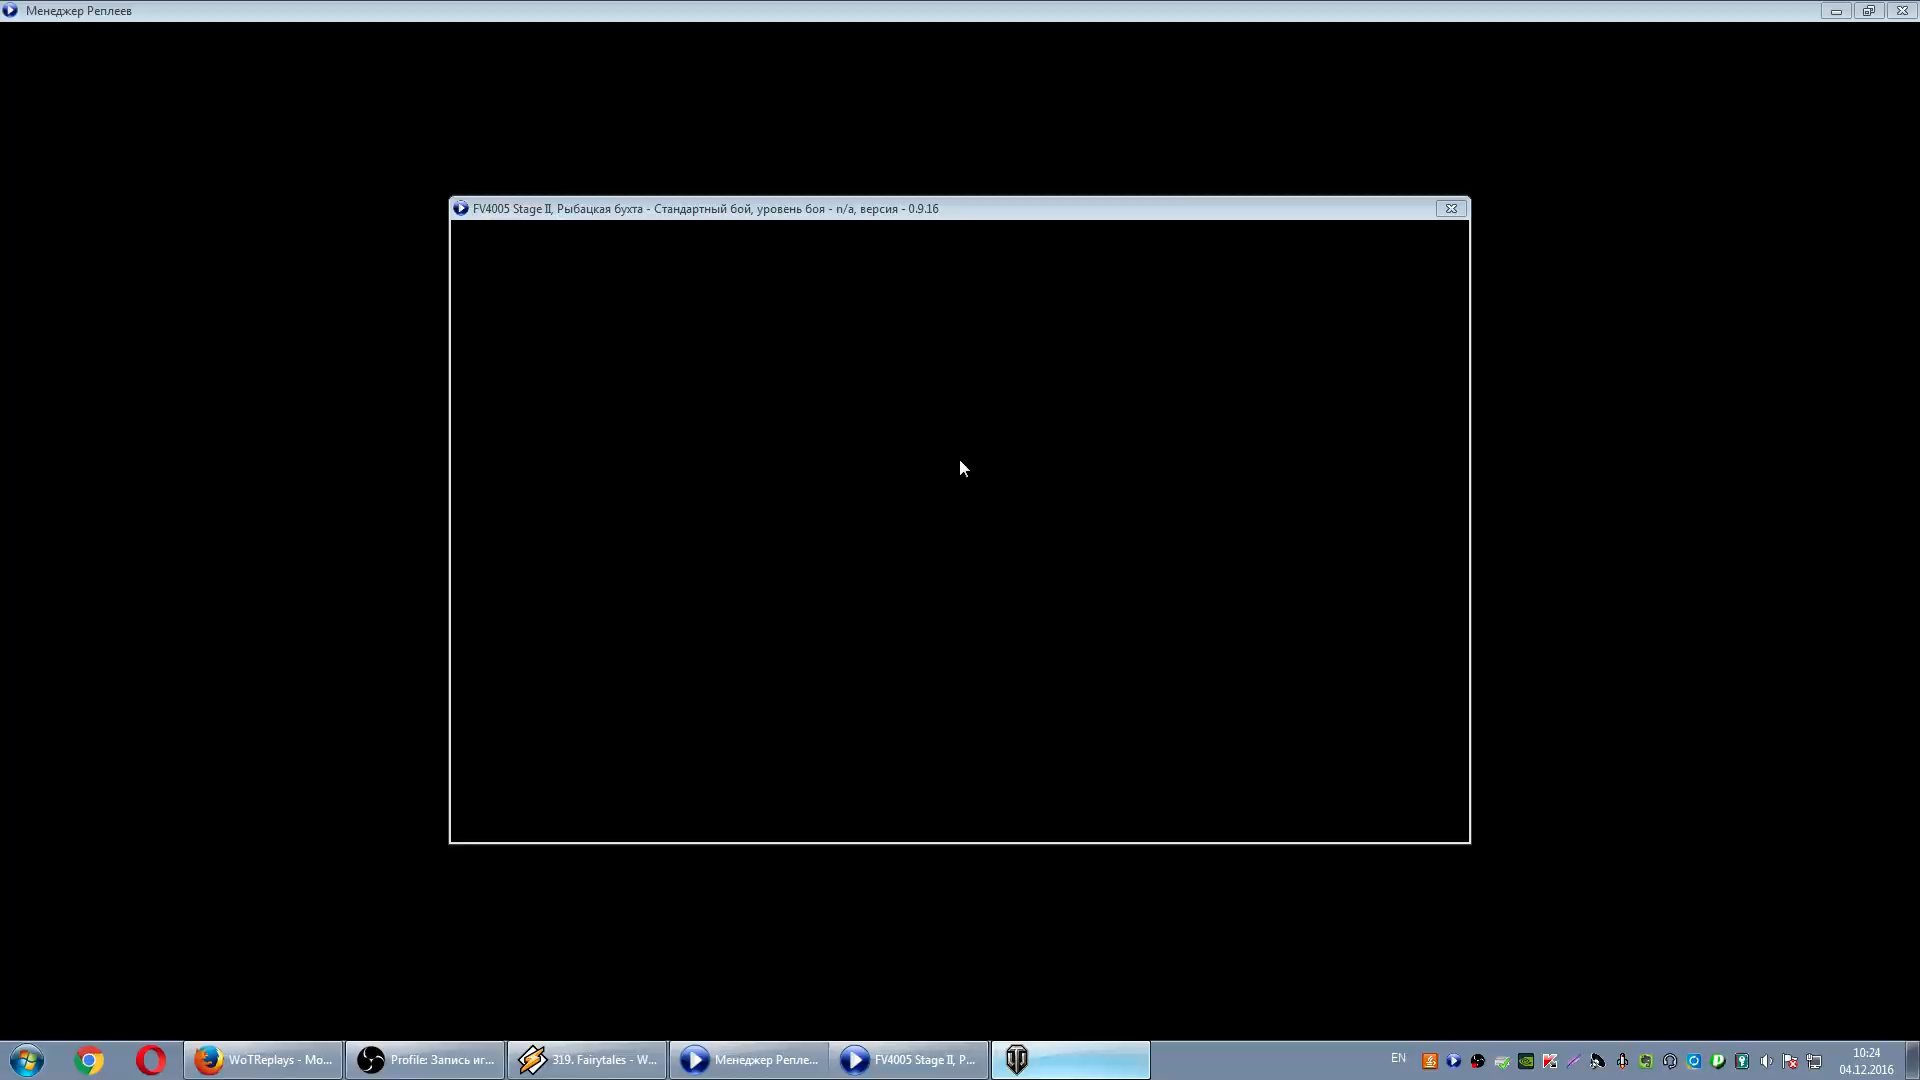 Менеджер Реплеев
FV4005 Stage II, Рыбацкая бухта - Стандартный бой, уровень боя - n/a, версия - 0.9.16
WoTReplays - Mo...
Profile: Запись иг...
319. Fairytales - W...
Менеджер Репле...
FV4005 Stage II, Р...
EN
10:24
04.12.2016